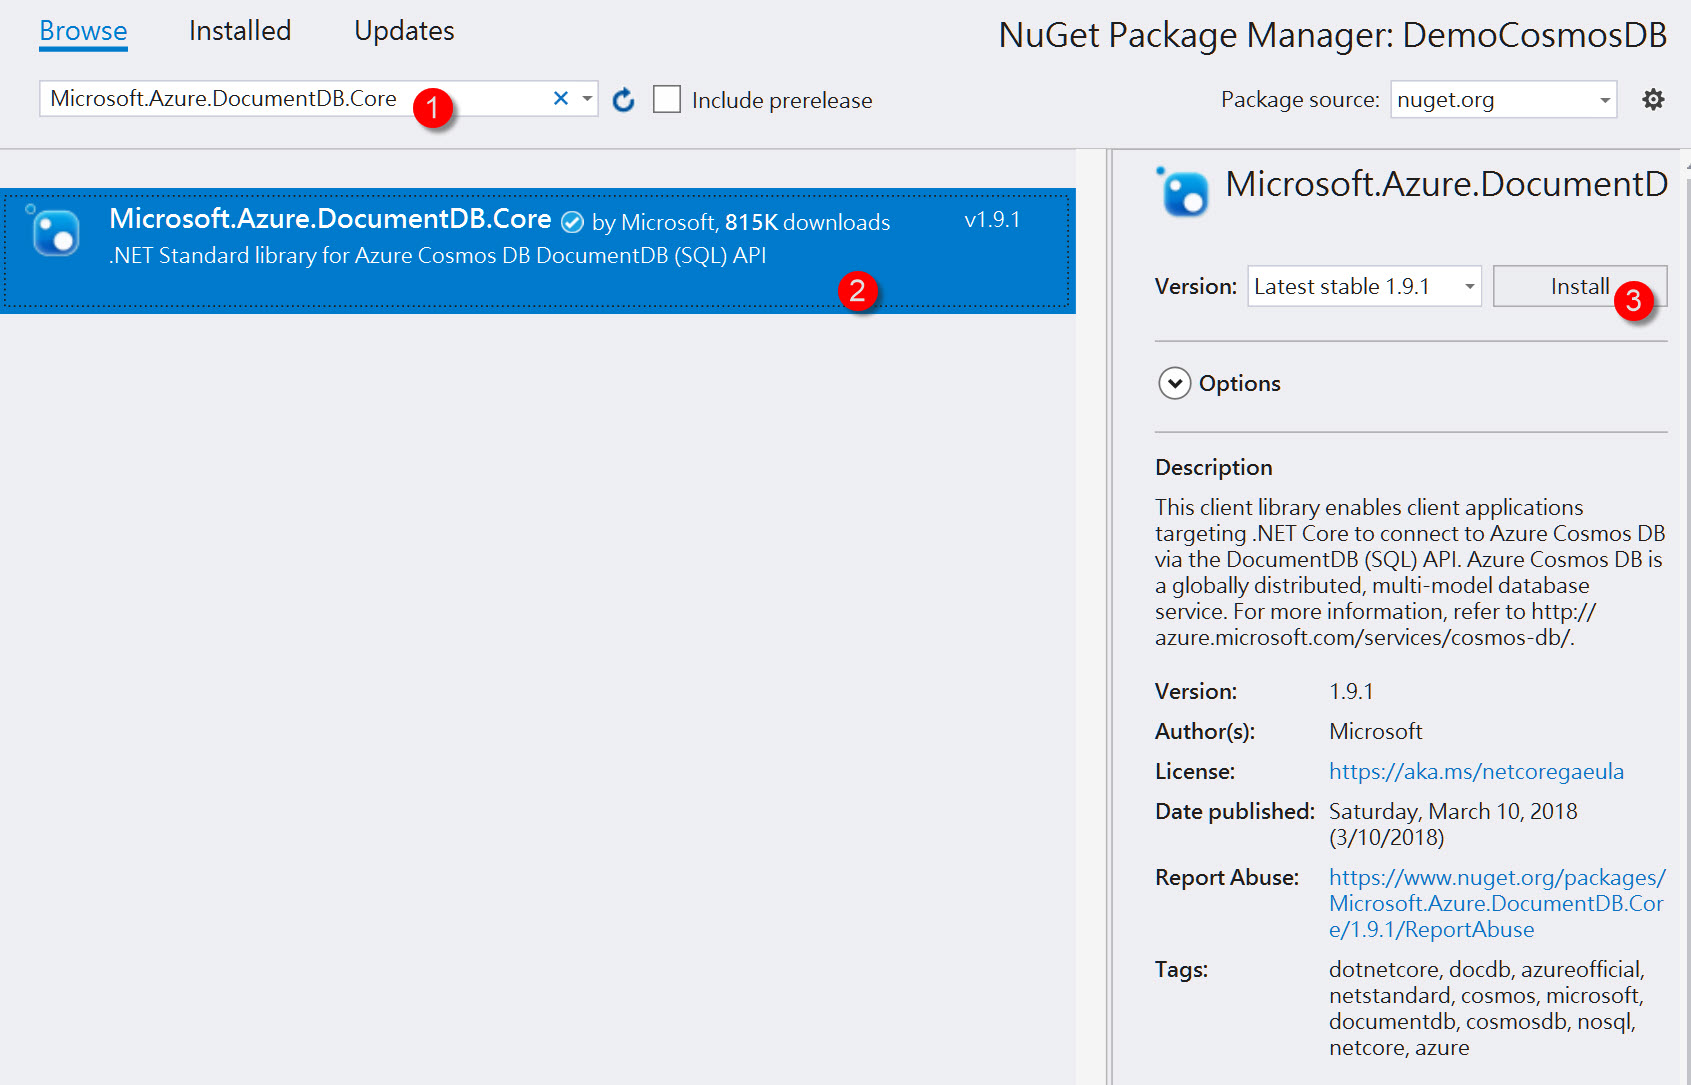 Browse Installed Updates NuGet Package Manager: DemoCosmosDB
Microsoft.Azure.DocumentDB.Core 1 Include prerelease Package source: nuget.org
Microsoft.Azure.DocumentDB.Core by Microsoft, 815K downloads v1.9.1
.NET Standard library for Azure Cosmos DB DocumentDB (SQL) API
2
Microsoft.Azure.DocumentD
Version: Latest stable 1.9.1 Install 3
Options
Description
This client library enables client applications
targeting .NET Core to connect to Azure Cosmos DB
via the DocumentDB (SQL) API. Azure Cosmos DB is
a globally distributed, multi-model database
service. For more information, refer to http://
azure.microsoft.com/services/cosmos-db/.
Version: 1.9.1
Author(s): Microsoft
License: https://aka.ms/netcoregaeula
Date published: Saturday, March 10, 2018
(3/10/2018)
Report Abuse: https://www.nuget.org/packages/
Microsoft.Azure.DocumentDB.Cor
e/1.9.1/ReportAbuse
Tags: dotnetcore, docdb, azureofficial,
netstandard, cosmos, microsoft,
documentdb, cosmosdb, nosql,
netcore, azure